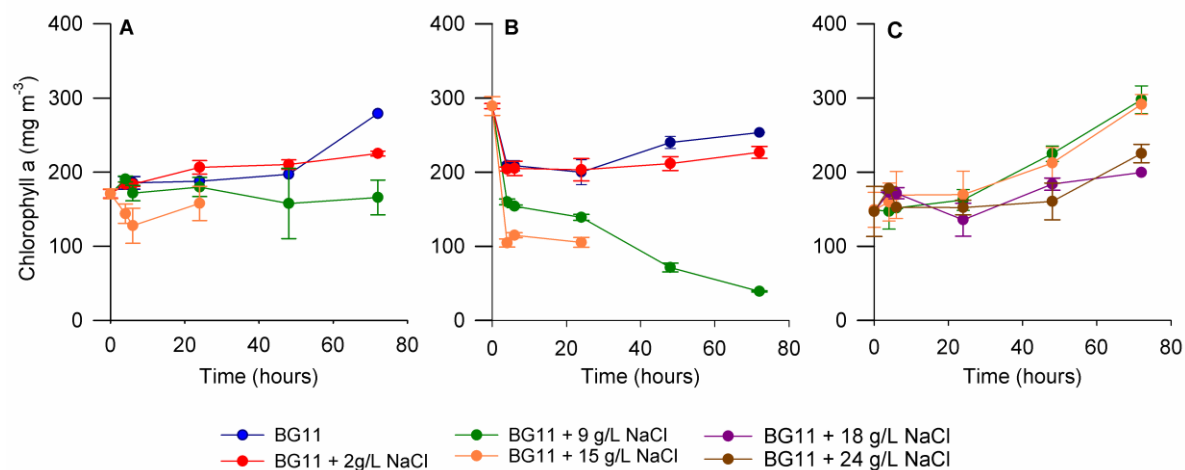 A
B
C
400
300
200
100
0
Chlorophyll a (mg m⁻³)
0 20 40 60 80
Time (hours)
400
300
200
100
0
0 20 40 60 80
Time (hours)
400
300
200
100
0
0 20 40 60 80
Time (hours)
BG11
BG11 + 2g/L NaCl
BG11 + 9 g/L NaCl
BG11 + 15 g/L NaCl
BG11 + 18 g/L NaCl
BG11 + 24 g/L NaCl